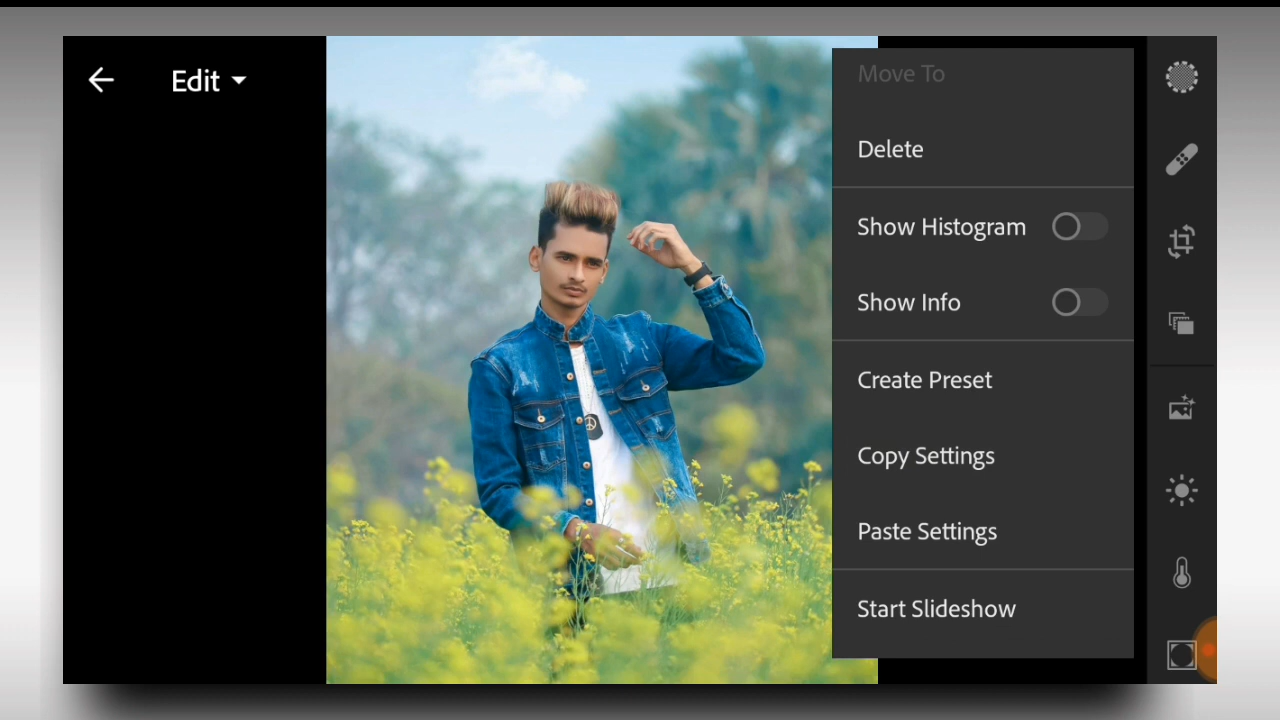 Edit
Move To
Delete
Show Histogram
Show Info
Create Preset
Copy Settings
Paste Settings
Start Slideshow